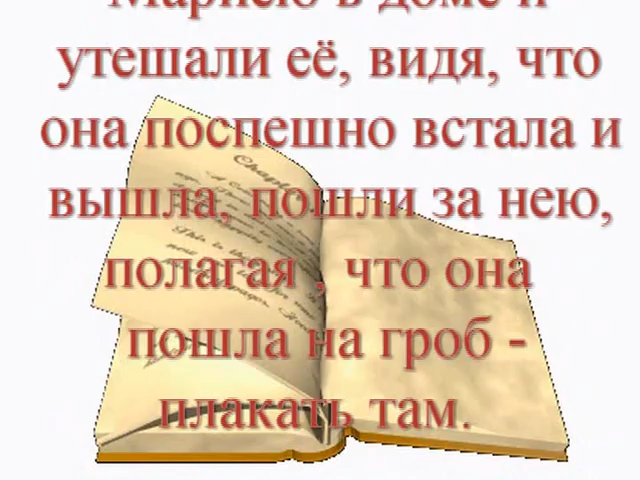 Мариею в доме и
утешали её, видя, что
она поспешно встала и
вышла, пошли за нею,
полагая , что она
пошла на гроб -
плакать там.